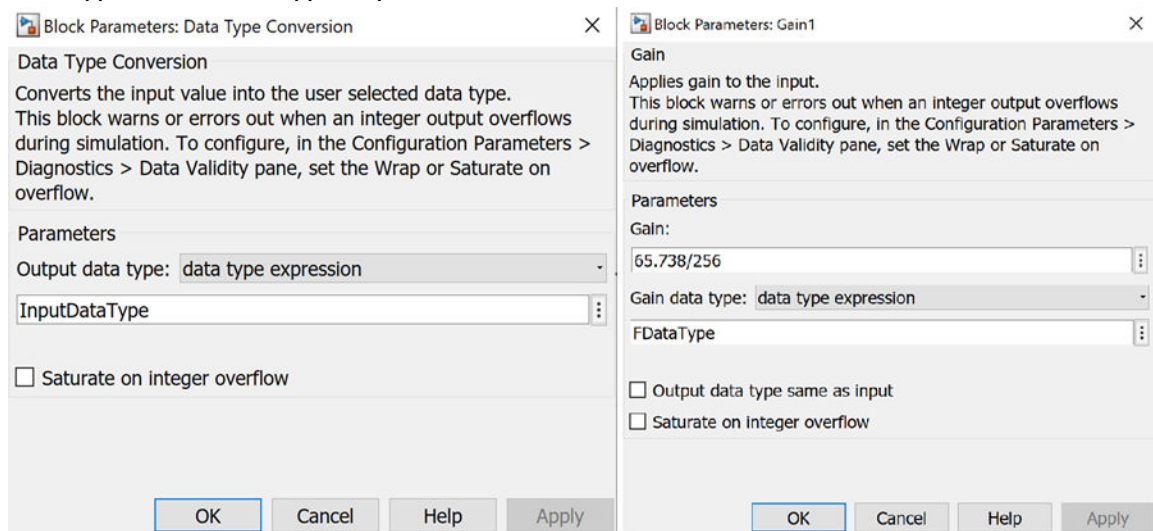 Block Parameters: Data Type Conversion
Data Type Conversion
Converts the input value into the user selected data type.
This block warns or errors out when an integer output overflows
during simulation. To configure, in the Configuration Parameters >
Diagnostics > Data Validity pane, set the Wrap or Saturate on
overflow.
Parameters
Output data type: data type expression
InputDataType
Saturate on integer overflow
OK Cancel Help Apply
Block Parameters: Gain1
Gain
Applies gain to the input.
This block warns or errors out when an integer output overflows
during simulation. To configure, in the Configuration Parameters >
Diagnostics > Data Validity pane, set the Wrap or Saturate on
overflow.
Parameters
Gain:
65.738/256
Gain data type: data type expression
FDataType
Output data type same as input
Saturate on integer overflow
OK Cancel Help Apply